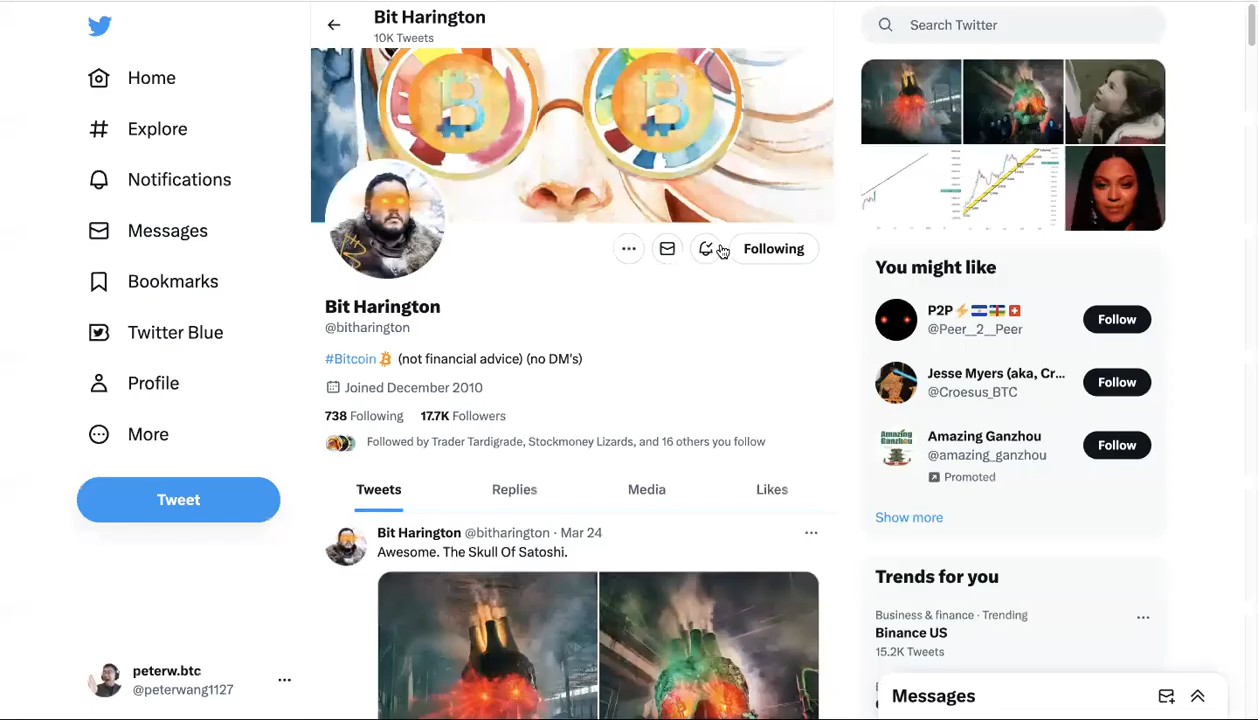 Home
Explore
Notifications
Messages
Bookmarks
Twitter Blue
Profile
More
Tweet
peterw.btc
@peterwang1127
Bit Harington
10K Tweets
Following
Bit Harington
@bitharington
#Bitcoin (not financial advice) (no DM's)
Joined December 2010
738 Following 17.7K Followers
Followed by Trader Tardigrade, Stockmoney Lizards, and 16 others you follow
Tweets Replies Media Likes
Bit Harington @bitharington · Mar 24
Awesome. The Skull Of Satoshi.
Search Twitter
You might like
P2P
@Peer__2__Peer
Follow
Jesse Myers (aka, Cr...
@Croesus_BTC
Follow
Amazing Ganzhou
@amazing_ganzhou
Promoted
Follow
Show more
Trends for you
Business & finance · Trending
Binance US
15.2K Tweets
Messages